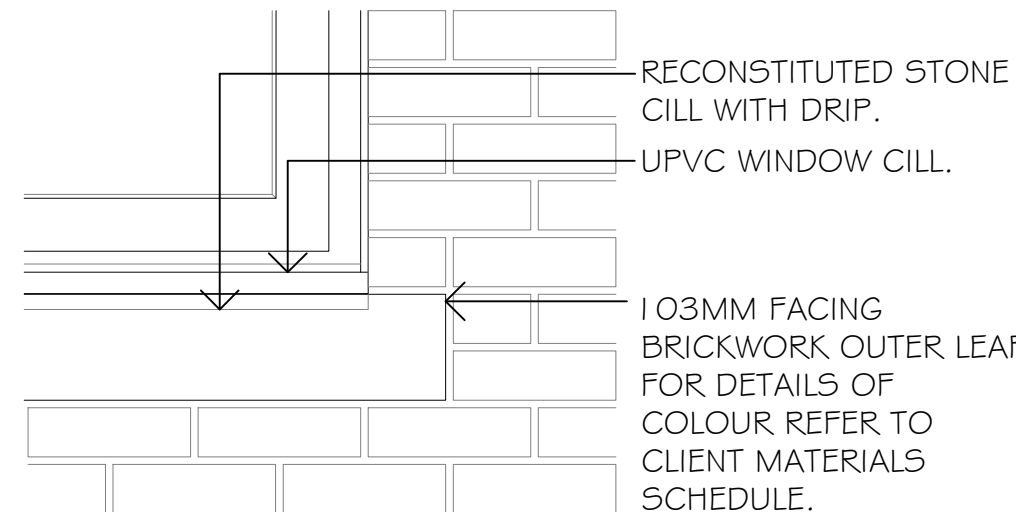 RECONSTITUTED STONE
CILL WITH DRIP.
UPVC WINDOW CILL.
103MM FACING
BRICKWORK OUTER LEAF
FOR DETAILS OF
COLOUR REFER TO
CLIENT MATERIALS
SCHEDULE.